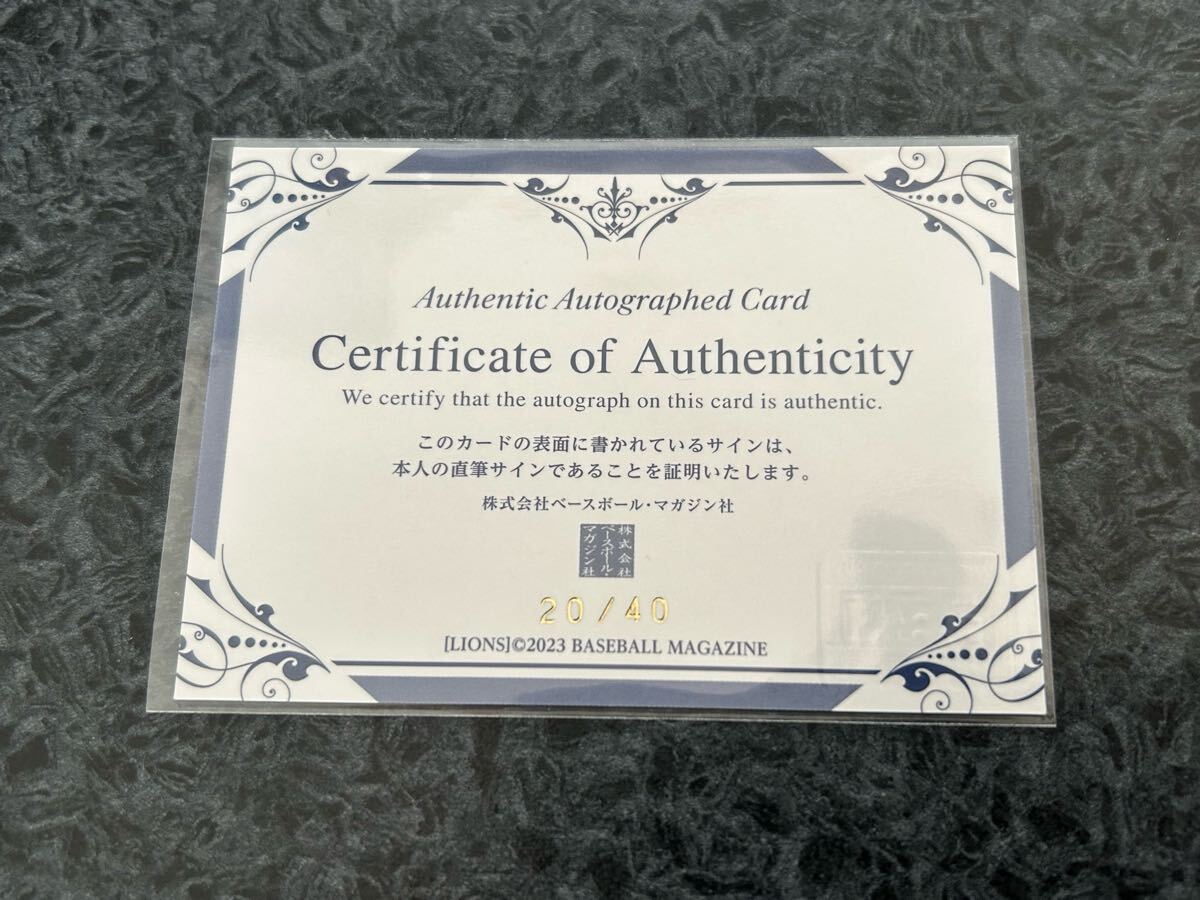 Authentic Autographed Card
Certificate of Authenticity
We certify that the autograph on this card is authentic.
このカードの表面に書かれているサインは、
本人の直筆サインであることを証明いたします。
株式会社ベースボール・マガジン社
株式会社
ベースボール・
マガジン社
20/40
[LIONS]©2023 BASEBALL MAGAZINE